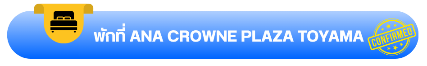 พักที่ ANA CROWNE PLAZA TOYAMA
CONFIRMED